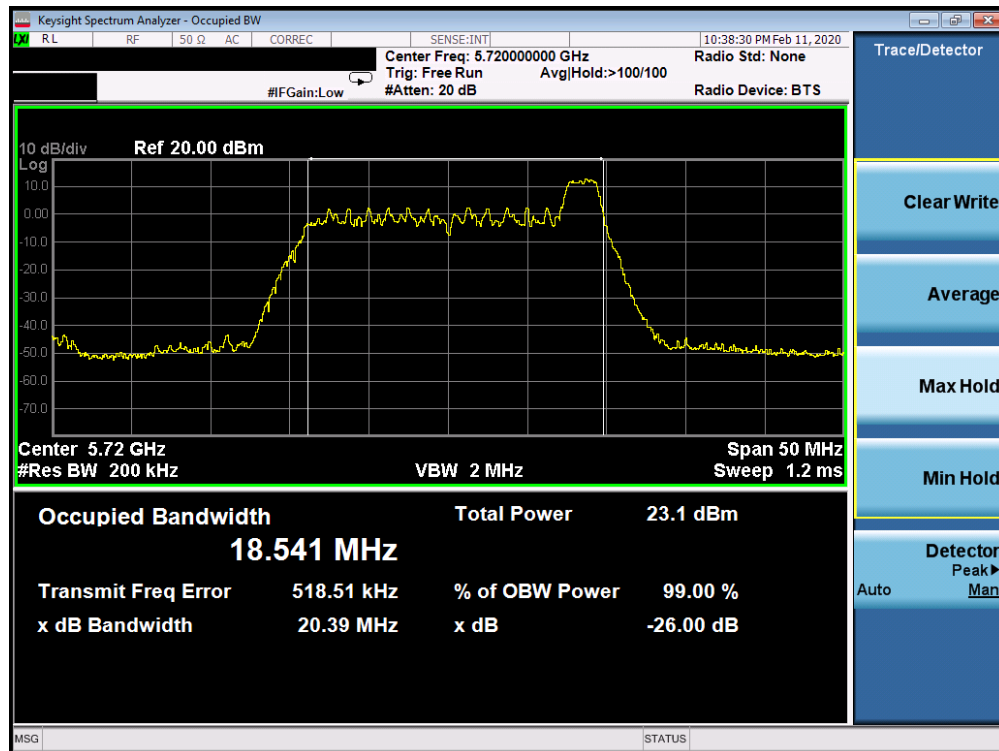 Keysight Spectrum Analyzer - Occupied BW
LXI RL RF 50 Ω AC CORREC SENSE:INT 10:38:30 PM Feb 11, 2020
Center Freq: 5.720000000 GHz Radio Std: None
Trig: Free Run Avg|Hold:>100/100
#IFGain:Low #Atten: 20 dB Radio Device: BTS
10 dB/div Ref 20.00 dBm
Log
10.0
0.00
-10.0
-20.0
-30.0
-40.0
-50.0
-60.0
-70.0
Center 5.72 GHz Span 50 MHz
#Res BW 200 kHz VBW 2 MHz Sweep 1.2 ms
Occupied Bandwidth Total Power 23.1 dBm
18.541 MHz
Transmit Freq Error 518.51 kHz % of OBW Power 99.00 %
x dB Bandwidth 20.39 MHz x dB -26.00 dB
MSG STATUS
Trace/Detector
Clear Write
Average
Max Hold
Min Hold
Detector
Peak▶
Auto Man